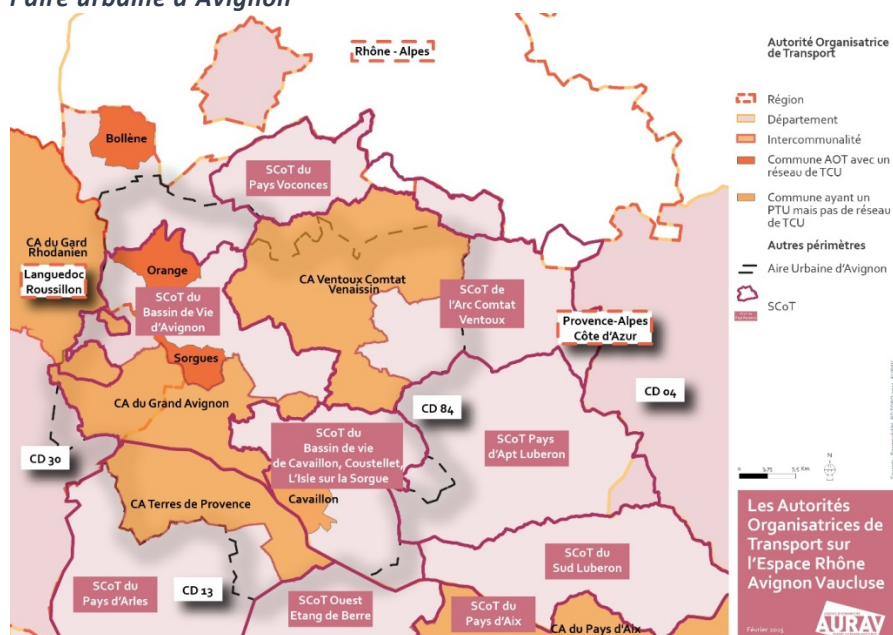 l'aire urbaine d'Avignon
Rhône - Alpes
Bollène
SCoT du
Pays Voconces
CA du Gard
Rhodanien
Languedoc
Roussillon
Orange
SCoT du
Bassin de Vie
d'Avignon
CA Ventoux Comtat
Venaissin
SCoT de
l'Arc Comtat
Ventoux
Provence-Alpes
Côte d'Azur
Sorgues
CA du Grand Avignon
CD 84
CD 04
CD 30
SCoT du
Bassin de vie
de Cavaillon, Coustellet,
L'Isle sur la Sorgue
SCoT Pays
d'Apt Luberon
CA Terres de Provence
Cavaillon
SCoT du
Pays d'Arles
CD 13
SCoT Ouest
Etang de Berre
SCoT du
Sud Luberon
SCoT du
Pays d'Aix
CA du Pays d'Aix
Autorité Organisatrice
de Transport
Région
Département
Intercommunalité
Commune AOT avec un
réseau de TCU
Commune ayant un
PTU mais pas de réseau
de TCU
Autres périmètres
Aire Urbaine d'Avignon
SCoT
N
Les Autorités
Organisatrices de
Transport sur
l'Espace Rhône
Avignon Vaucluse
Février 2015
AURAV